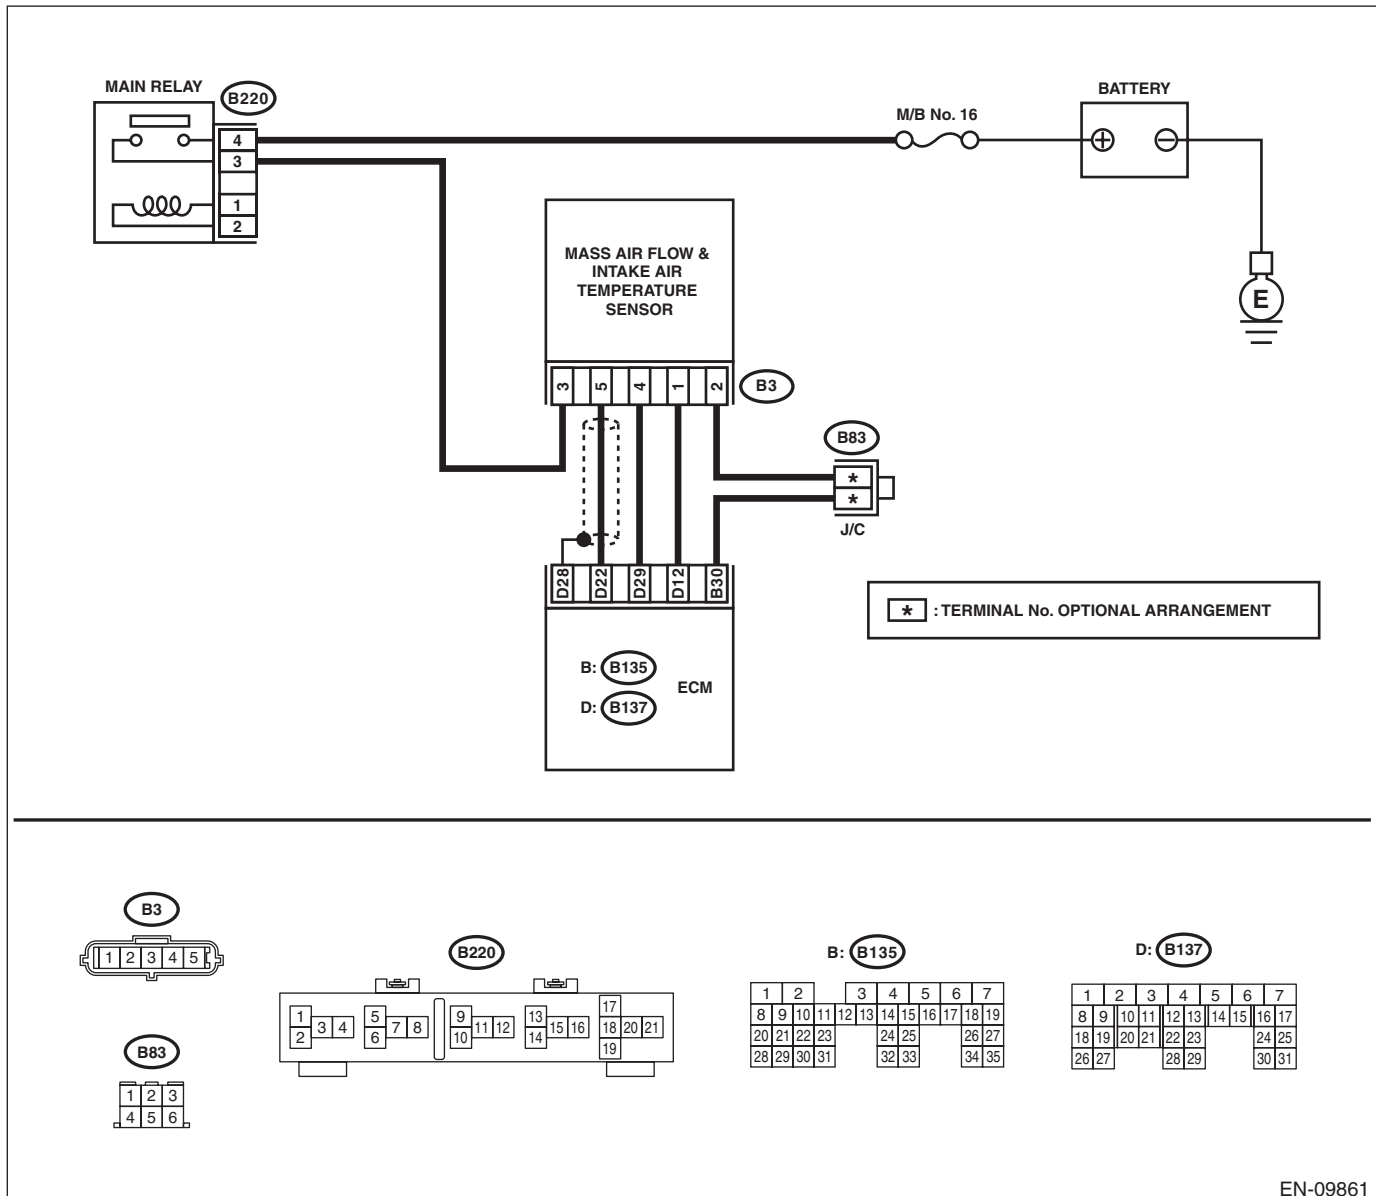 MAIN RELAY
B220
4
3
1
2
M/B No. 16
BATTERY
E
MASS AIR FLOW &
INTAKE AIR
TEMPERATURE
SENSOR
3 5 4 1 2
B3
B83
*
*
J/C
D28 D22 D29 D12 B30
* : TERMINAL No. OPTIONAL ARRANGEMENT
B: B135
ECM
D: B137
B3
1 2 3 4 5
B83
1 2 3
4 5 6
B220
1 2 3 4 5 6 7 8 9 10 11 12 13 14 15 16 17 18 19 20 21
B: B135
1 2 3 4 5 6 7
8 9 10 11 12 13 14 15 16 17 18 19
20 21 22 23 24 25 26 27
28 29 30 31 32 33 34 35
D: B137
1 2 3 4 5 6 7
8 9 10 11 12 13 14 15 16 17
18 19 20 21 22 23 24 25
26 27 28 29 30 31
EN-09861